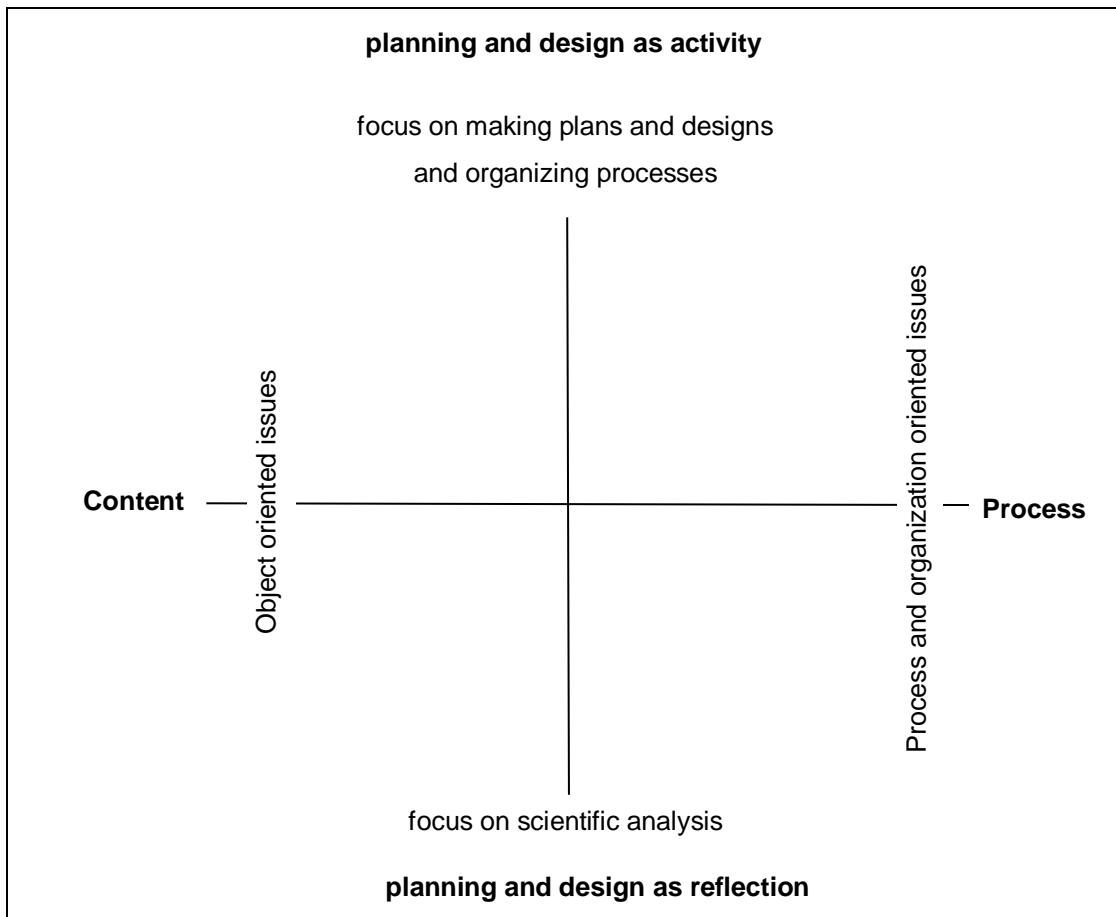 planning and design as activity
focus on making plans and designs
and organizing processes
Object oriented issues
Process and organization oriented issues
Content
Process
focus on scientific analysis
planning and design as reflection